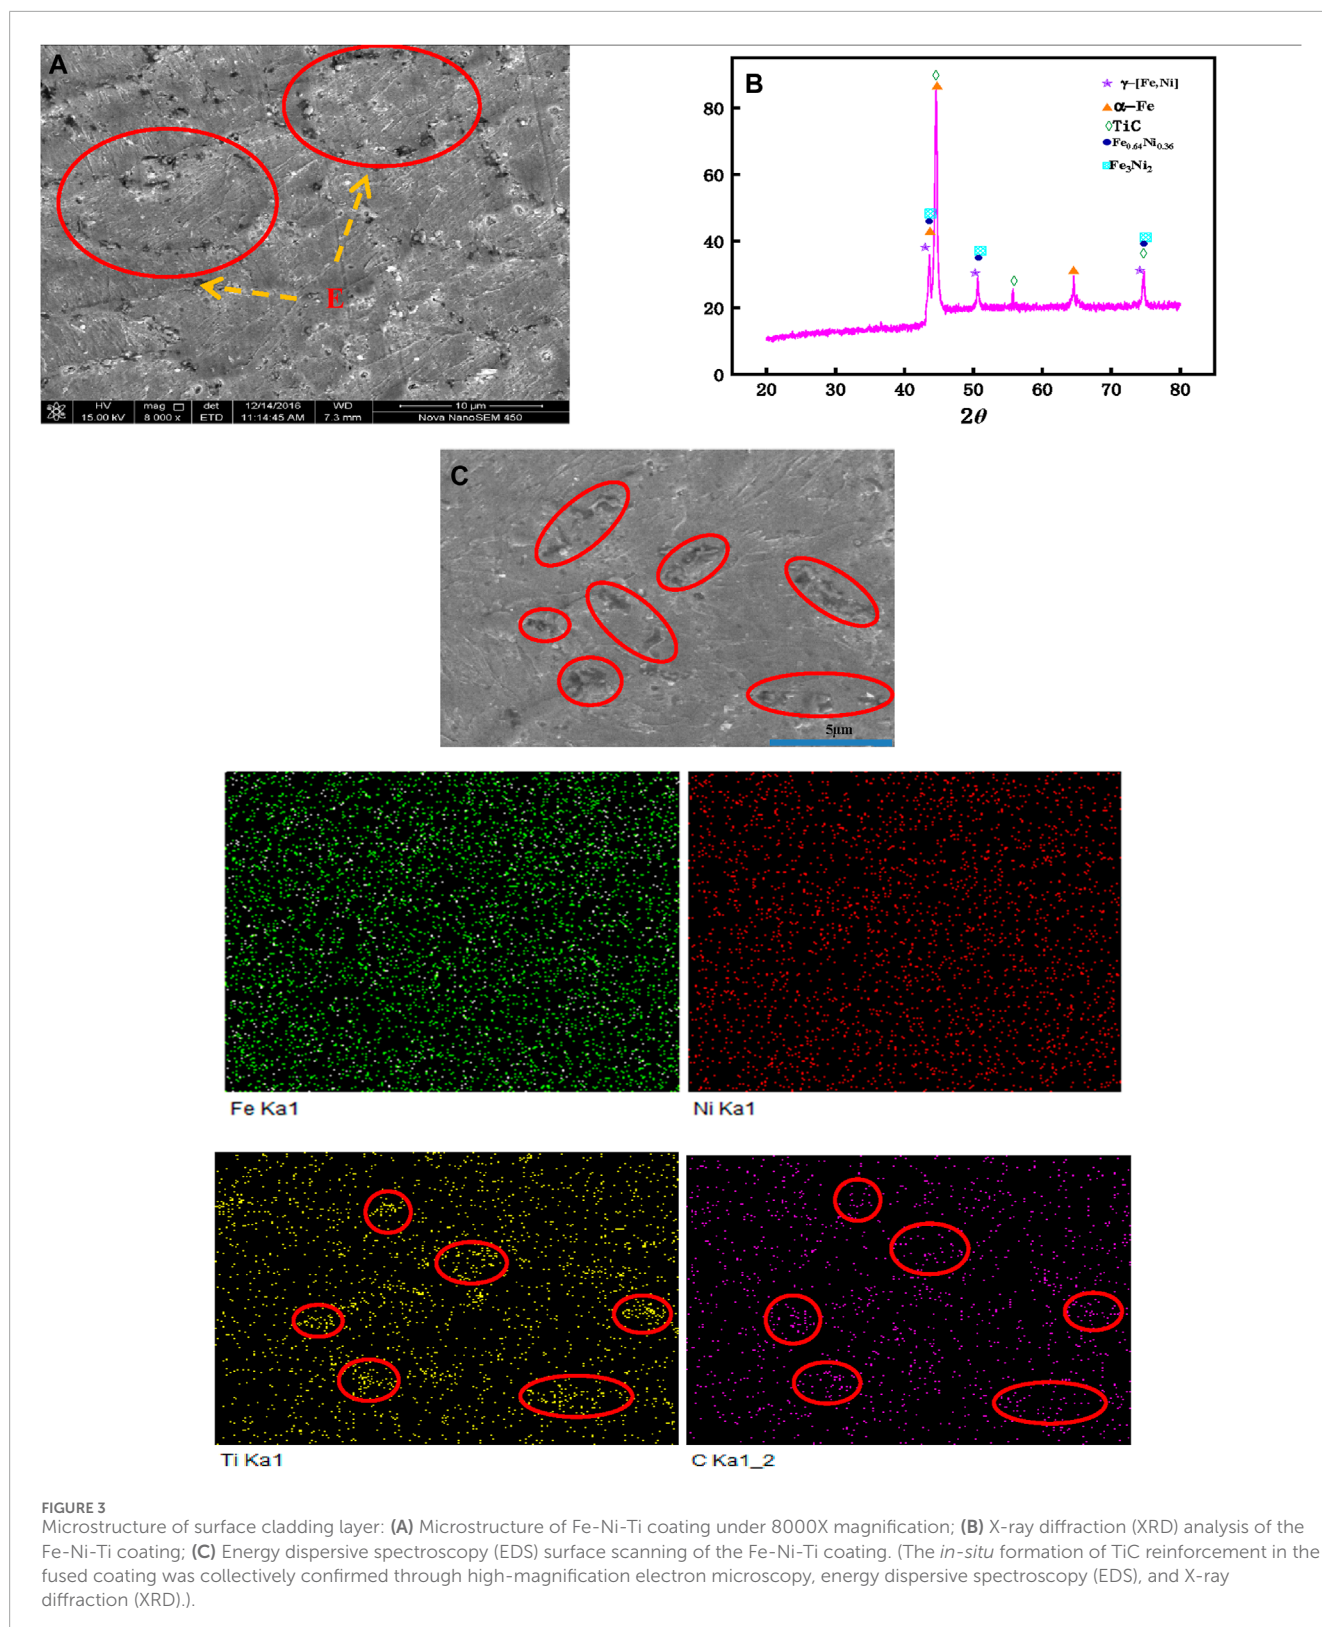 A
E
HV
mag
det
12/14/2016
WD
10 µm
15.00 kV
8 000 x
ETD
11:14:45 AM
7.3 mm
Nova NanoSEM 450
B
γ-[Fe,Ni]
α-Fe
TiC
Fe0.64Ni0.36
Fe3Ni2
80
60
40
20
0
20 30 40 50 60 70 80
2θ
C
5µm
Fe Ka1
Ni Ka1
Ti Ka1
C Ka1_2
FIGURE 3
Microstructure of surface cladding layer: (A) Microstructure of Fe-Ni-Ti coating under 8000X magnification; (B) X-ray diffraction (XRD) analysis of the
Fe-Ni-Ti coating; (C) Energy dispersive spectroscopy (EDS) surface scanning of the Fe-Ni-Ti coating. (The in-situ formation of TiC reinforcement in the
fused coating was collectively confirmed through high-magnification electron microscopy, energy dispersive spectroscopy (EDS), and X-ray
diffraction (XRD).).